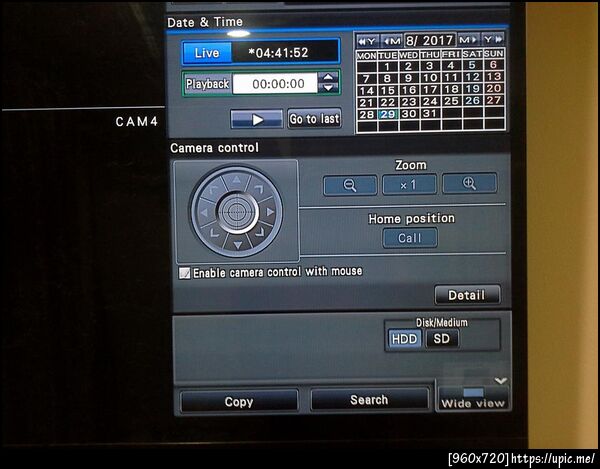 Date & Time
Live *04:41:52
Playback 00:00:00
Go to last
◀◀Y ◀M 8/ 2017 M▶ Y▶▶
MON TUE WED THU FRI SAT SUN
1 2 3 4 5 6
7 8 9 10 11 12 13
14 15 16 17 18 19 20
21 22 23 24 25 26 27
28 29 30 31
CAM4
Camera control
Zoom
×1
Home position
Call
Enable camera control with mouse
Detail
Disk/Medium
HDD SD
Copy Search Wide view
[960x720]https://upic.me/